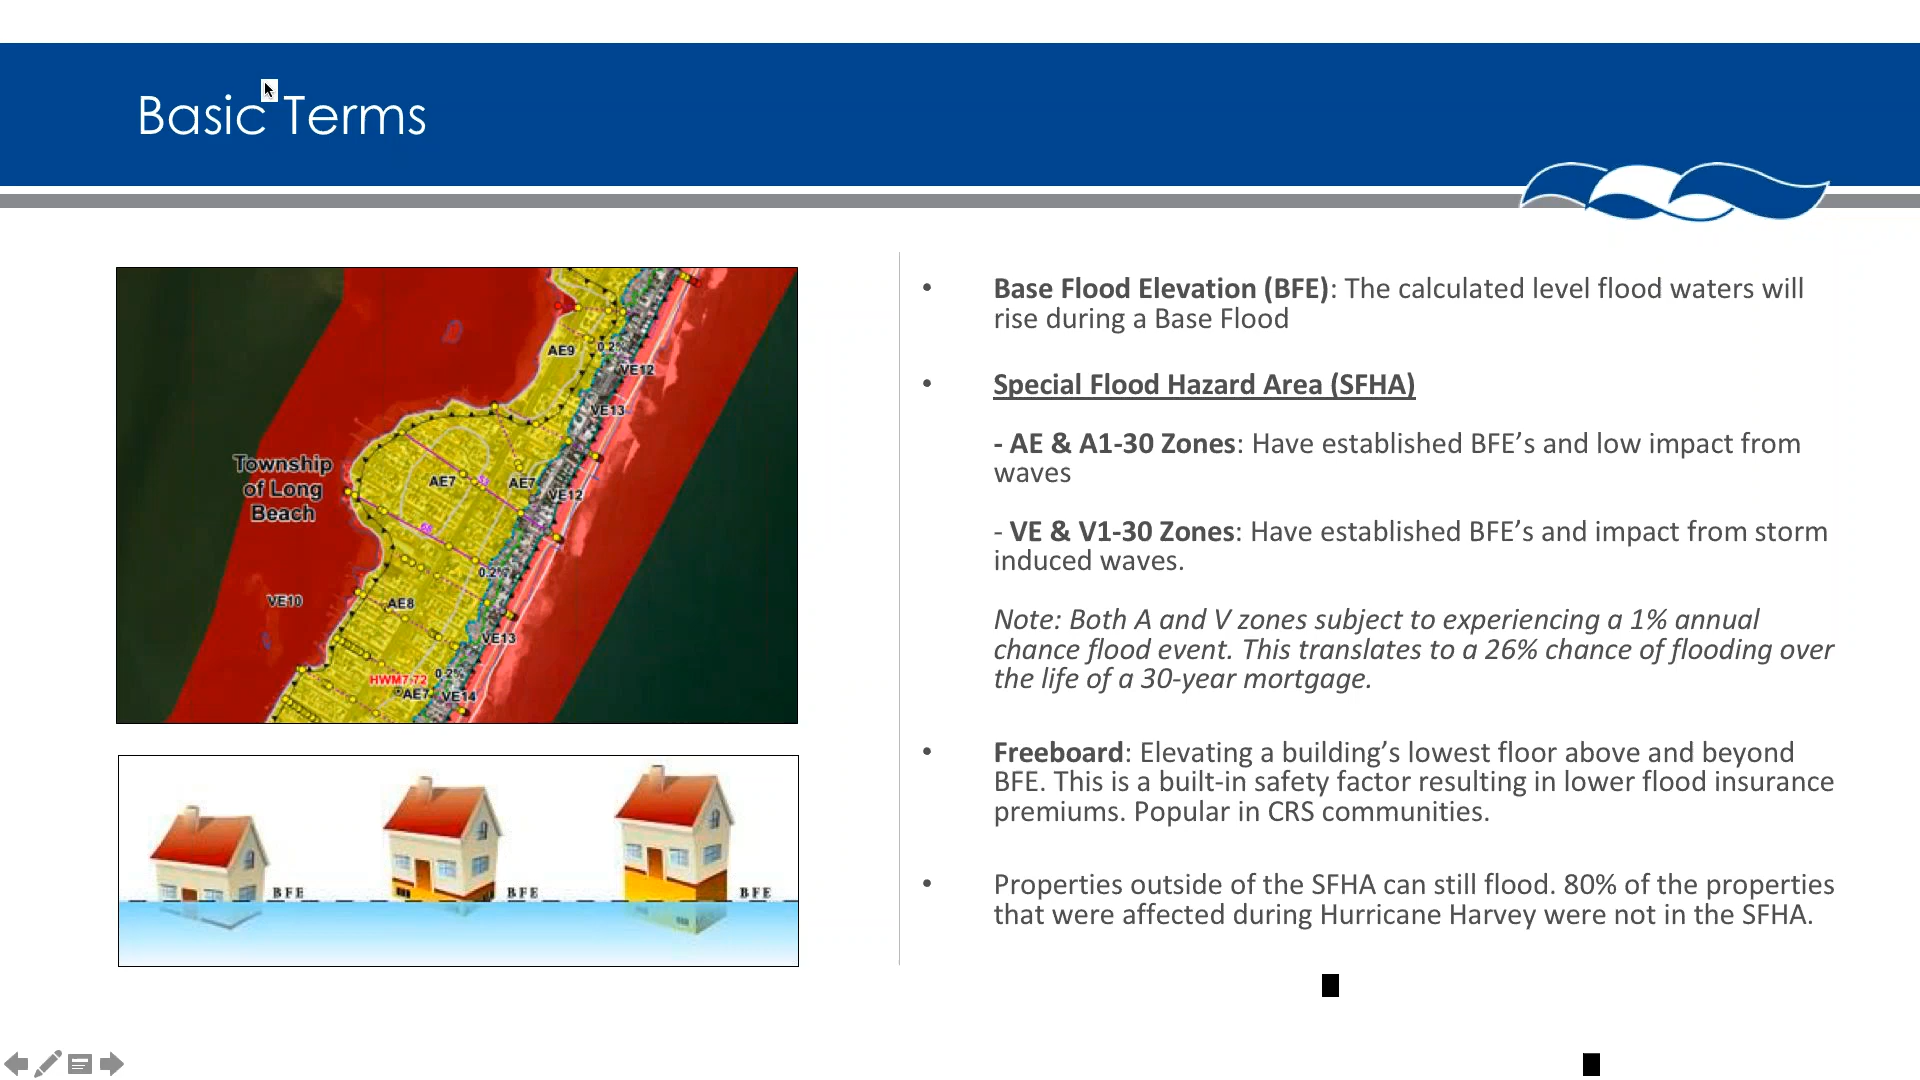 Basic Terms
AE9
0.2%
VE12
VE13
Township
of Long
Beach
AE7
53
AE7
VE12
68
0.2%
VE10
AE8
VE13
HWM7.72
0.2%
AE7
VE14
BFE
BFE
BFE
• Base Flood Elevation (BFE): The calculated level flood waters will
rise during a Base Flood
• Special Flood Hazard Area (SFHA)
- AE & A1-30 Zones: Have established BFE’s and low impact from
waves
- VE & V1-30 Zones: Have established BFE’s and impact from storm
induced waves.
Note: Both A and V zones subject to experiencing a 1% annual
chance flood event. This translates to a 26% chance of flooding over
the life of a 30-year mortgage.
• Freeboard: Elevating a building’s lowest floor above and beyond
BFE. This is a built-in safety factor resulting in lower flood insurance
premiums. Popular in CRS communities.
• Properties outside of the SFHA can still flood. 80% of the properties
that were affected during Hurricane Harvey were not in the SFHA.